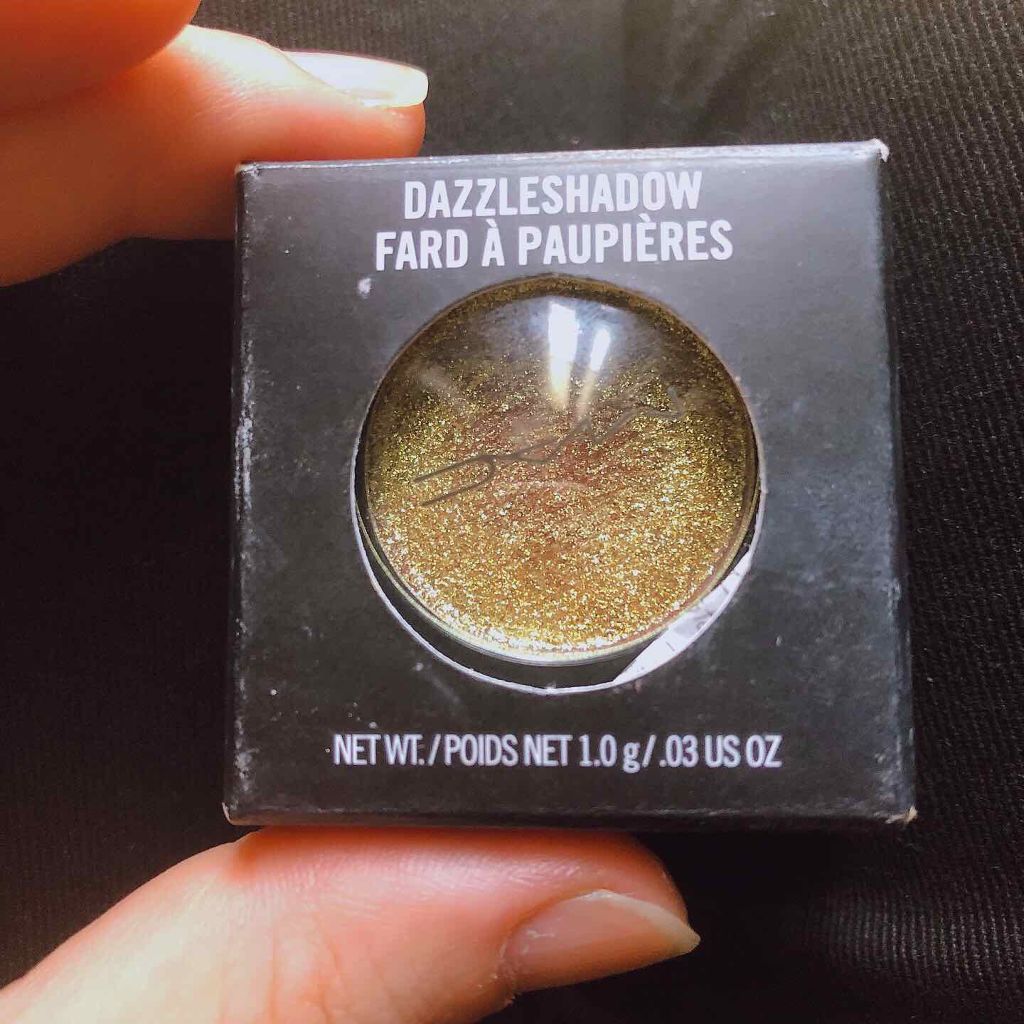 DAZZLESHADOW
FARD À PAUPIÈRES
NET WT./POIDS NET 1.0 g/.03 US OZ